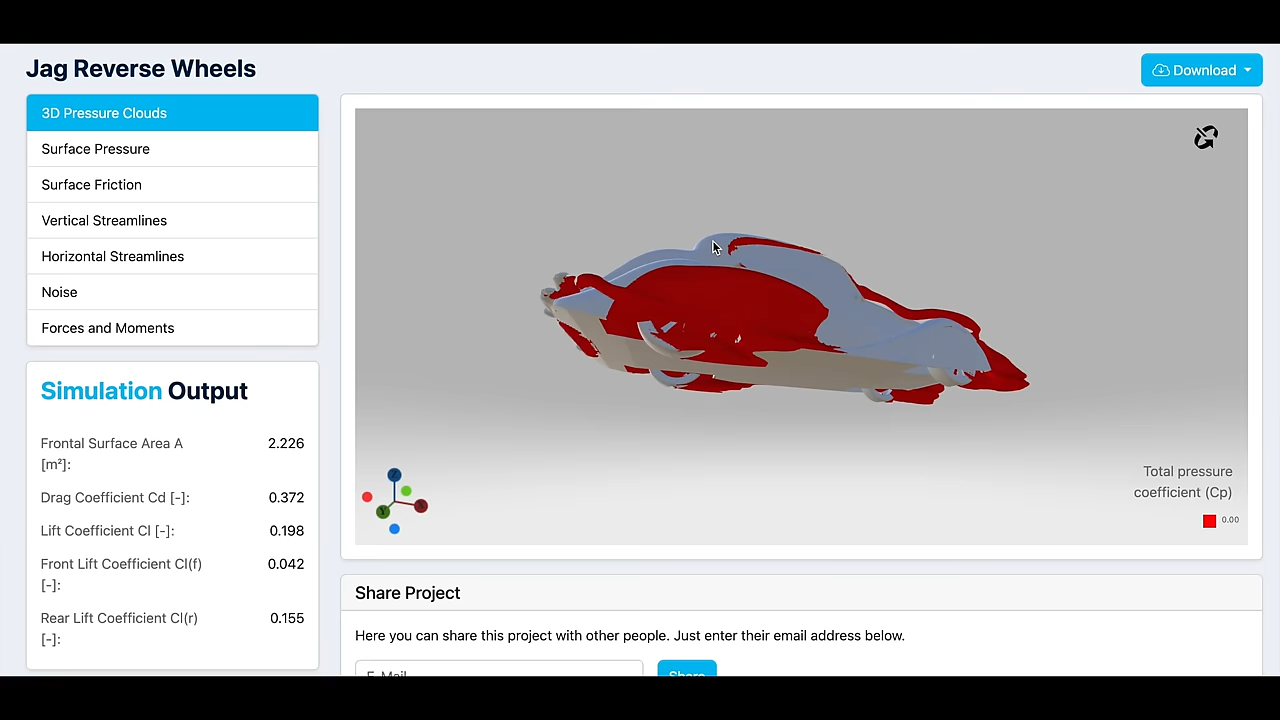 Jag Reverse Wheels
Download
3D Pressure Clouds
Surface Pressure
Surface Friction
Vertical Streamlines
Horizontal Streamlines
Noise
Forces and Moments
Simulation Output
Frontal Surface Area A
[m²]:
2.226
Drag Coefficient Cd [-]:
0.372
Lift Coefficient Cl [-]:
0.198
Front Lift Coefficient Cl(f)
[-]:
0.042
Rear Lift Coefficient Cl(r)
[-]:
0.155
Z
Y
X
Total pressure
coefficient (Cp)
0.00
Share Project
Here you can share this project with other people. Just enter their email address below.
E-Mail
Share